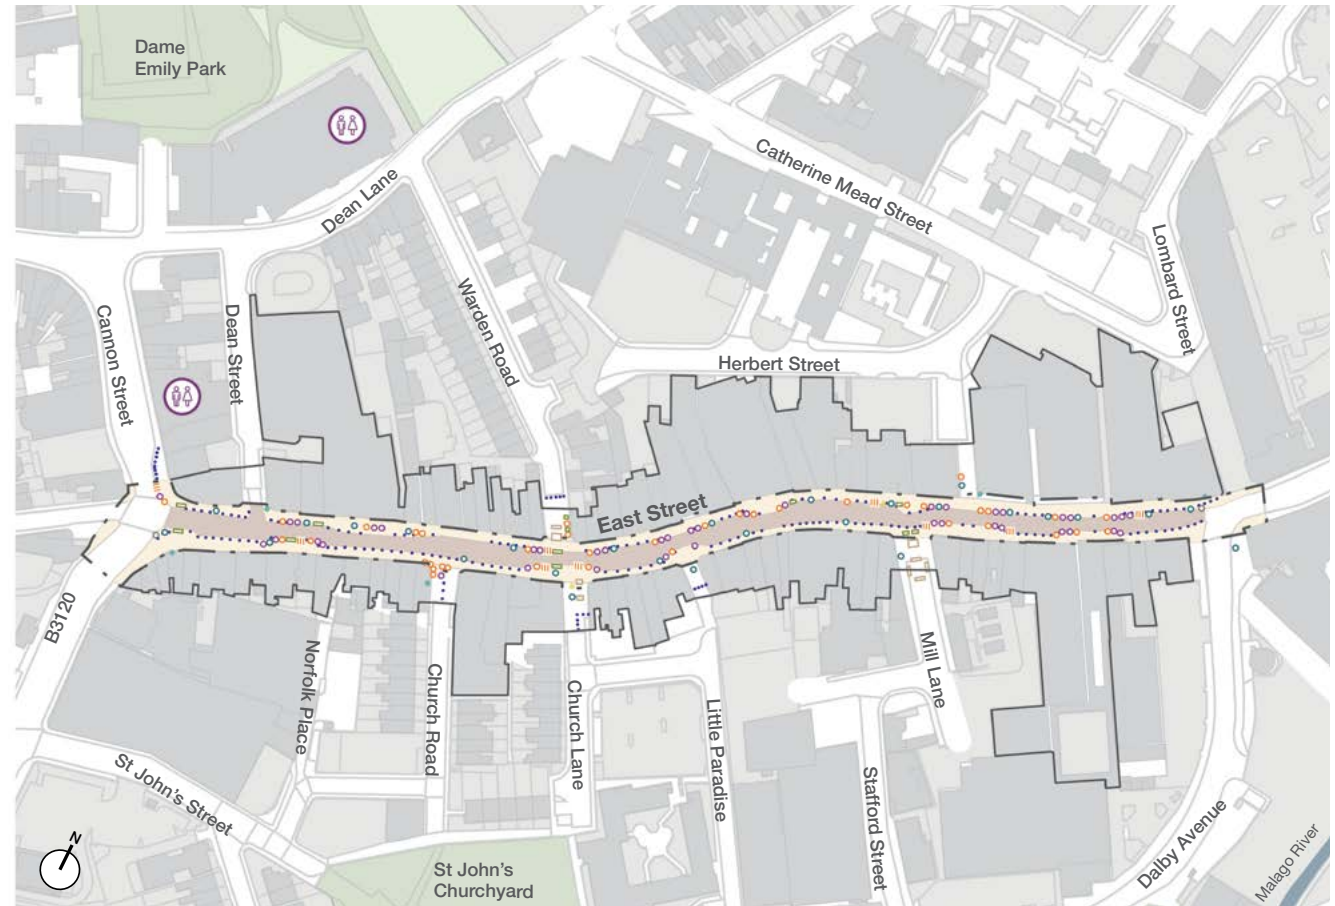 Dame
Emily Park
Catherine Mead Street
Dean Lane
Lombard Street
Warden Road
Cannon Street
Dean Street
Herbert Street
East Street
B3120
Norfolk Place
Church Road
Church Lane
Little Paradise
Mill Lane
Stafford Street
St John's Street
Dalby Avenue
Malago River
N
St John's
Churchyard